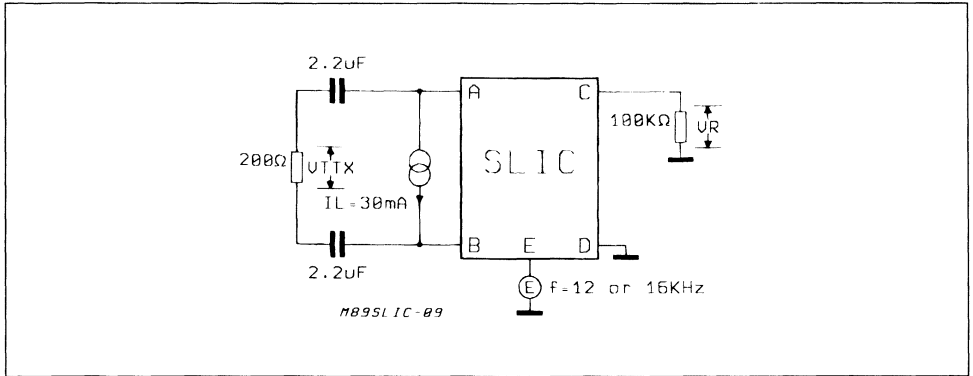 2.2uF
A
C
100KΩ
VR
200Ω
VTTX
SLIC
IL=30mA
B
E
D
2.2uF
E
f=12 or 16KHz
M89SLIC-09